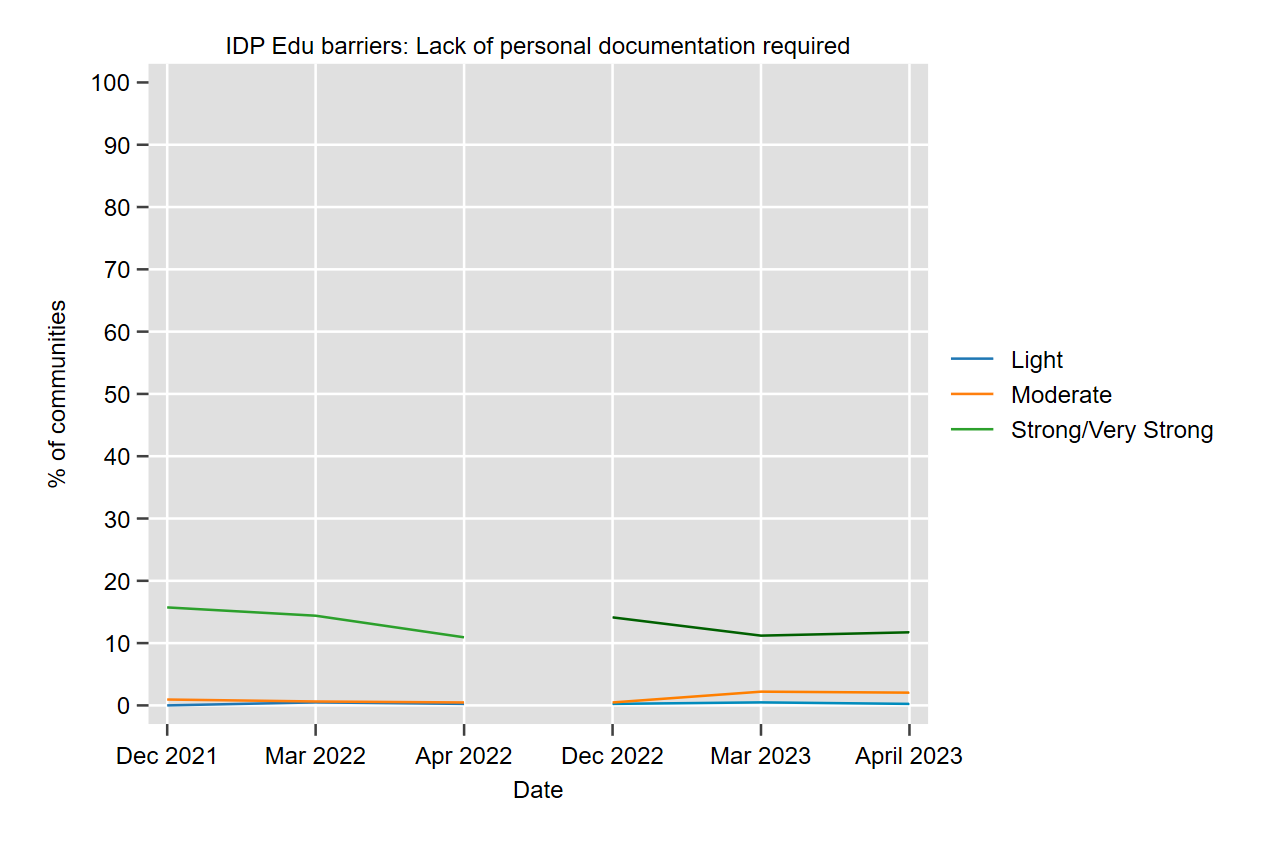 IDP Edu barriers: Lack of personal documentation required
100
90
80
70
60
50
40
30
20
10
0
% of communities
Dec 2021
Mar 2022
Apr 2022
Dec 2022
Mar 2023
April 2023
Date
Light
Moderate
Strong/Very Strong